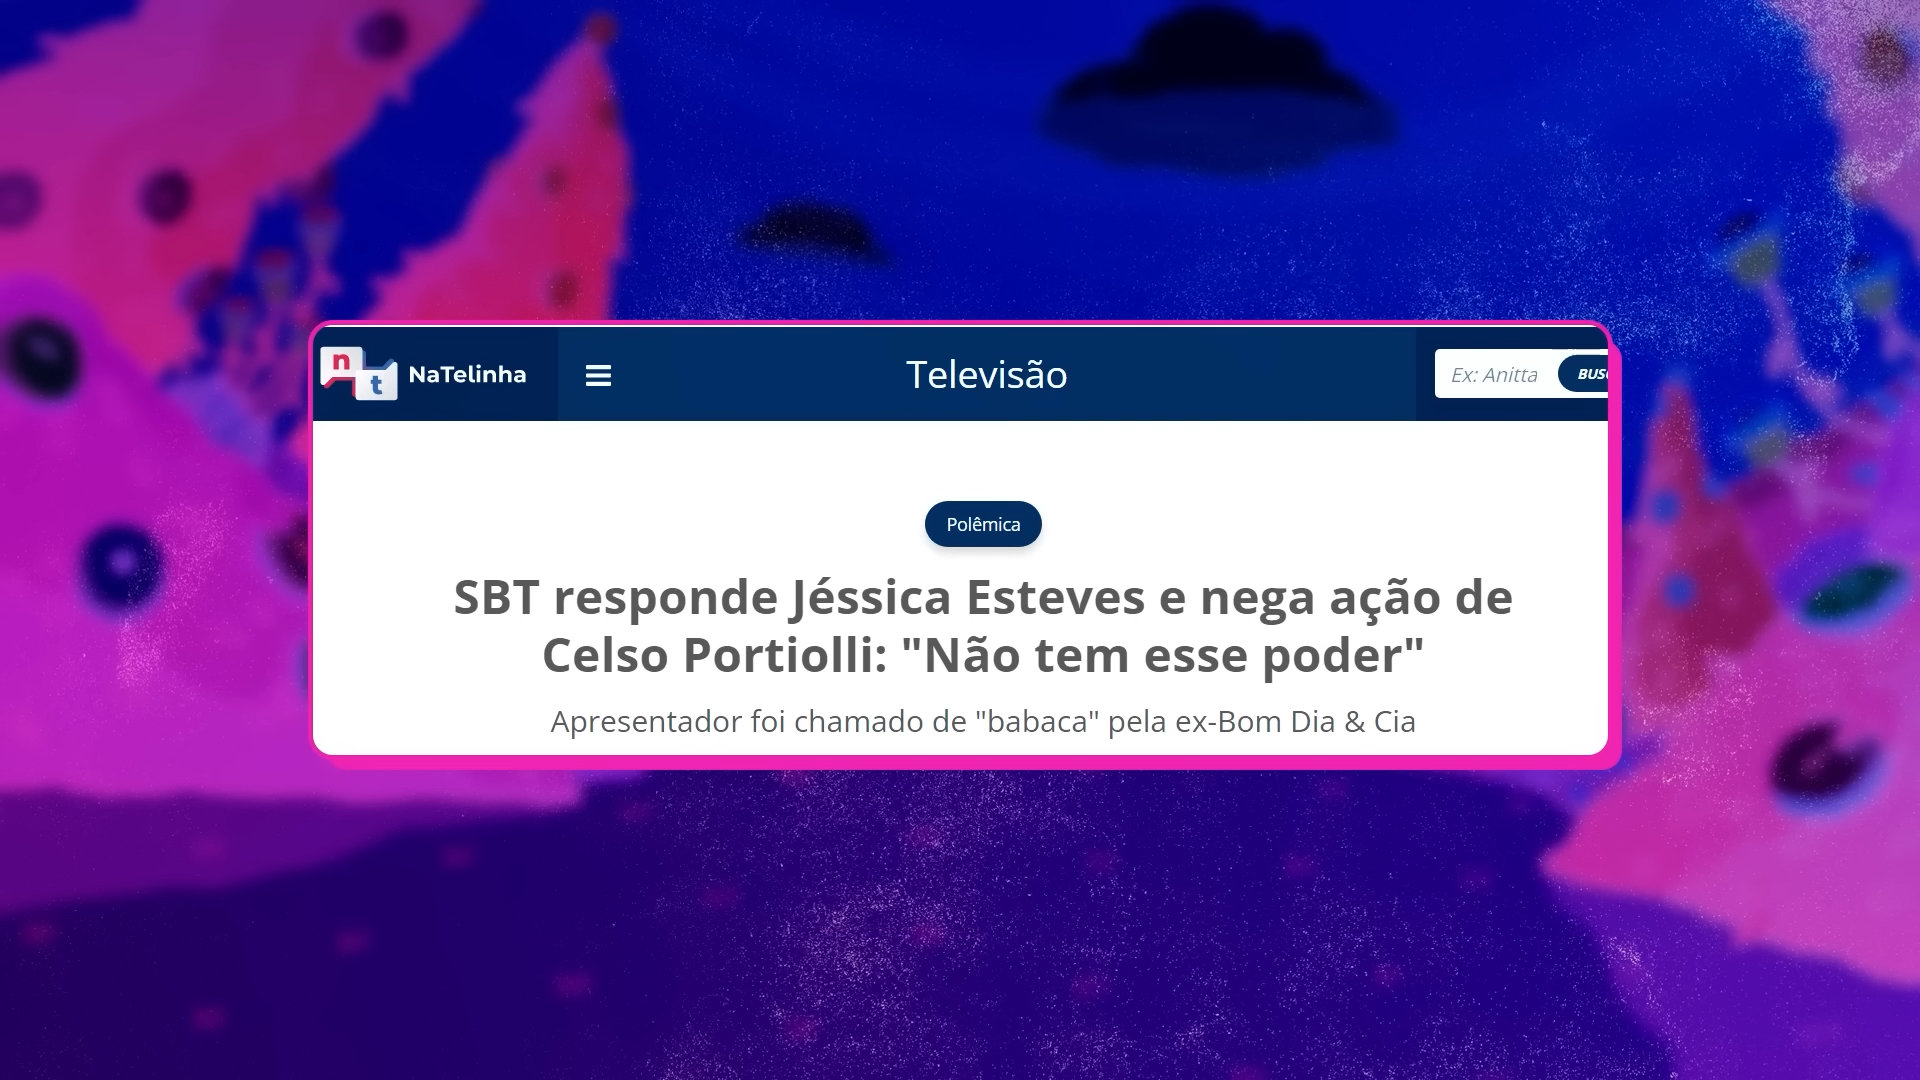 n
t
NaTelinha
Televisão
Ex: Anitta
BUSC
Polêmica
SBT responde Jéssica Esteves e nega ação de
Celso Portiolli: "Não tem esse poder"
Apresentador foi chamado de "babaca" pela ex-Bom Dia & Cia